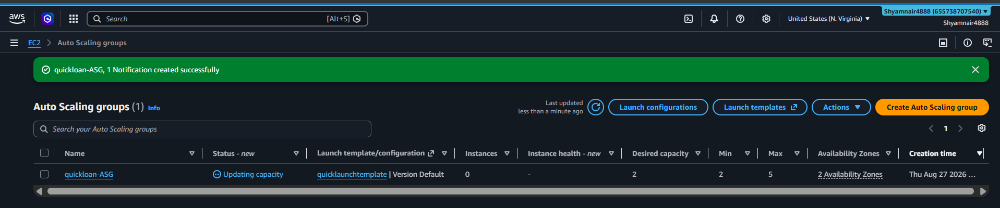 aws
Search [Alt+S] United States (N. Virginia) Shyamnair4888 (655738707540)
Shyamnair4888
EC2 Auto Scaling groups
quickloan-ASG, 1 Notification created successfully
Auto Scaling groups (1) Info Last updated less than a minute ago Launch configurations Launch templates Actions Create Auto Scaling group
Search your Auto Scaling groups 1
Name Status - new Launch template/configuration Instances Instance health - new Desired capacity Min Max Availability Zones Creation time
quickloan-ASG Updating capacity quicklaunchtemplate | Version Default 0 - 2 2 5 2 Availability Zones Thu Aug 27 2026 ...